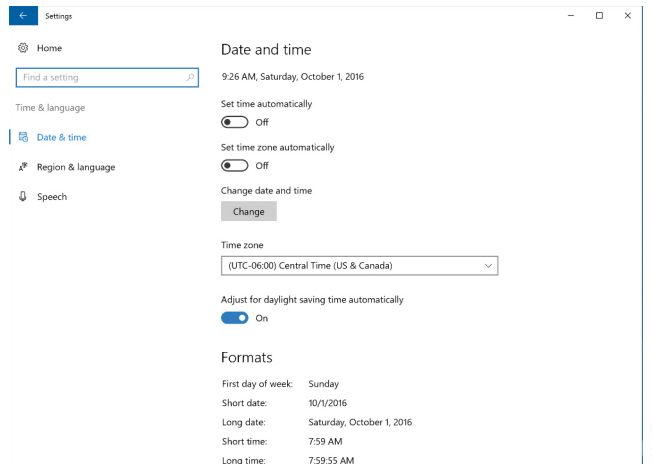 Settings
Home
Find a setting
Time & language
Date & time
Region & language
Speech
Date and time
9:26 AM, Saturday, October 1, 2016
Set time automatically
Off
Set time zone automatically
Off
Change date and time
Change
Time zone
(UTC-06:00) Central Time (US & Canada)
Adjust for daylight saving time automatically
On
Formats
First day of week: Sunday
Short date: 10/1/2016
Long date: Saturday, October 1, 2016
Short time: 7:59 AM
Long time: 7:59:55 AM